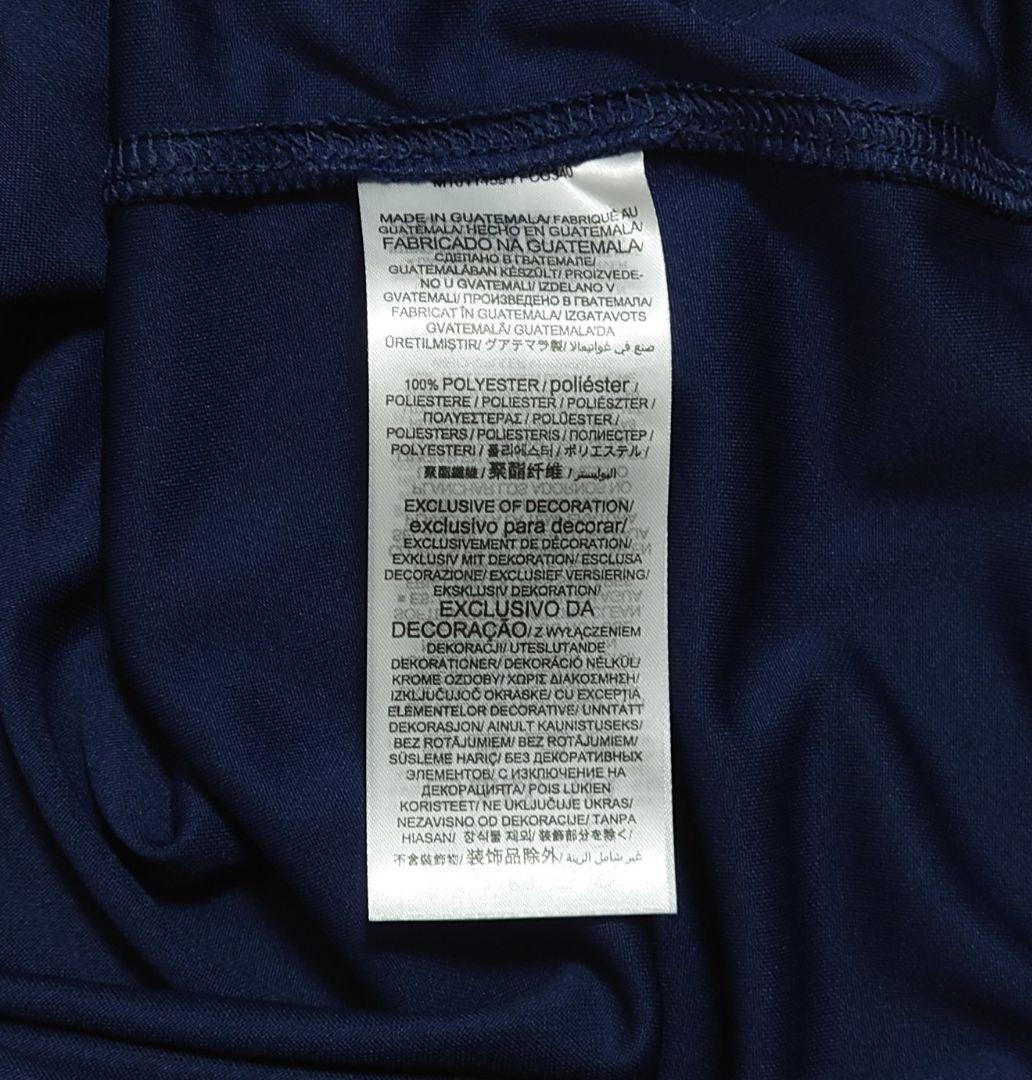 MADE IN GUATEMALA/ FABRIQUÉ AU
GUATEMALA/ HECHO EN GUATEMALA/
FABRICADO NA GUATEMALA/
СДЕЛАНО В ГВАТЕМАЛЕ/
GUATEMALÁBAN KÉSZÜLT/ PROIZVEDE-
NO U GVATEMALI/ IZDELANO V
GVATEMALI/ ПРОИЗВЕДЕНО В ГВАТЕМАЛА/
FABRICAT ÎN GUATEMALA/ IZGATAVOTS
GVATEMALĀ/ GUATEMALA'DA
ÜRETILMIŞTIR/ グアテマラ製/ صنع في غواتيمالا
100% POLYESTER / poliéster /
POLIESTERE / POLIESTER / POLIÉSZTER /
ΠΟΛΥΕΣΤΕΡΑΣ / POLÜESTER /
POLIESTERS / POLIESTERIS / ПОЛИЕСТЕР /
POLYESTERI / 폴리에스터 / ポリエステル /
聚酯纖維 / 聚酯纤维 / البوليستر
EXCLUSIVE OF DECORATION/
exclusivo para decorar/
EXCLUSIVEMENT DE DÉCORATION/
EXKLUSIV MIT DEKORATION/ ESCLUSA
DECORAZIONE/ EXCLUSIEF VERSIERING/
EKSKLUSIV DEKORATION/
EXCLUSIVO DA
DECORAÇÃO/ Z WYŁĄCZENIEM
DEKORACJI/ UTESLUTANDE
DEKORATIONER/ DEKORÁCIÓ NÉLKÜL/
KROMĚ OZDOBY/ ΧΩΡΙΣ ΔΙΑΚΟΣΜΗΣΗ/
IZKLJUČUJOČ OKRASKE/ CU EXCEPŢIA
ELEMENTELOR DECORATIVE/ UNNTATT
DEKORASJON/ AINULT KAUNISTUSEKS/
BEZ ROTĀJUMIEM/ BEZ ROTĀJUMIEM/
SÜSLEME HARIÇ/ БЕЗ ДЕКОРАТИВНЫХ
ЭЛЕМЕНТОВ/ С ИЗКЛЮЧЕНИЕ НА
ДЕКОРАЦИЯТА/ POIS LUKIEN
KORISTEET/ NE UKLJUČUJE UKRAS/
NEZAVISNO OD DEKORACIJE/ TANPA
HIASAN/ 장식물 제외/ 装飾部分を除く/
不含裝飾物/ 装饰品除外/ غير شامل الزينة